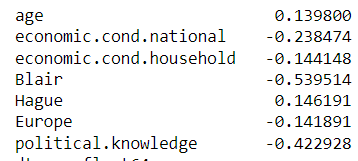 age 0.139800
economic.cond.national -0.238474
economic.cond.household -0.144148
Blair -0.539514
Hague 0.146191
Europe -0.141891
political.knowledge -0.422928